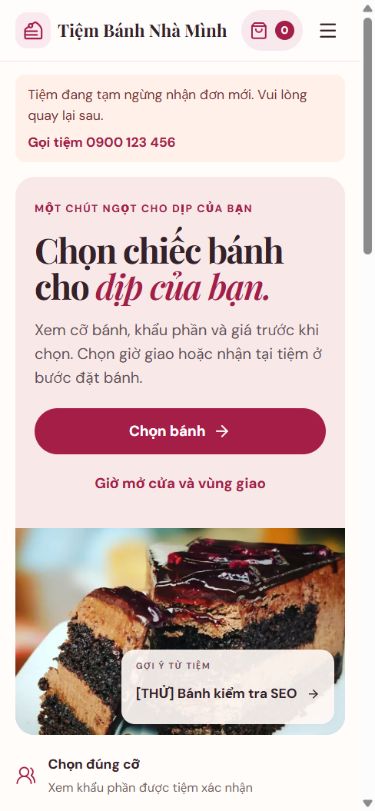 Tiệm Bánh Nhà Mình
0
Tiệm đang tạm ngừng nhận đơn mới. Vui lòng
quay lại sau.
Gọi tiệm 0900 123 456
MỘT CHÚT NGỌT CHO DỊP CỦA BẠN
Chọn chiếc bánh
cho dịp của bạn.
Xem cỡ bánh, khẩu phần và giá trước khi
chọn. Chọn giờ giao hoặc nhận tại tiệm ở
bước đặt bánh.
Chọn bánh →
Giờ mở cửa và vùng giao
GỢI Ý TỪ TIỆM
[THỬ] Bánh kiểm tra SEO →
Chọn đúng cỡ
Xem khẩu phần được tiệm xác nhận